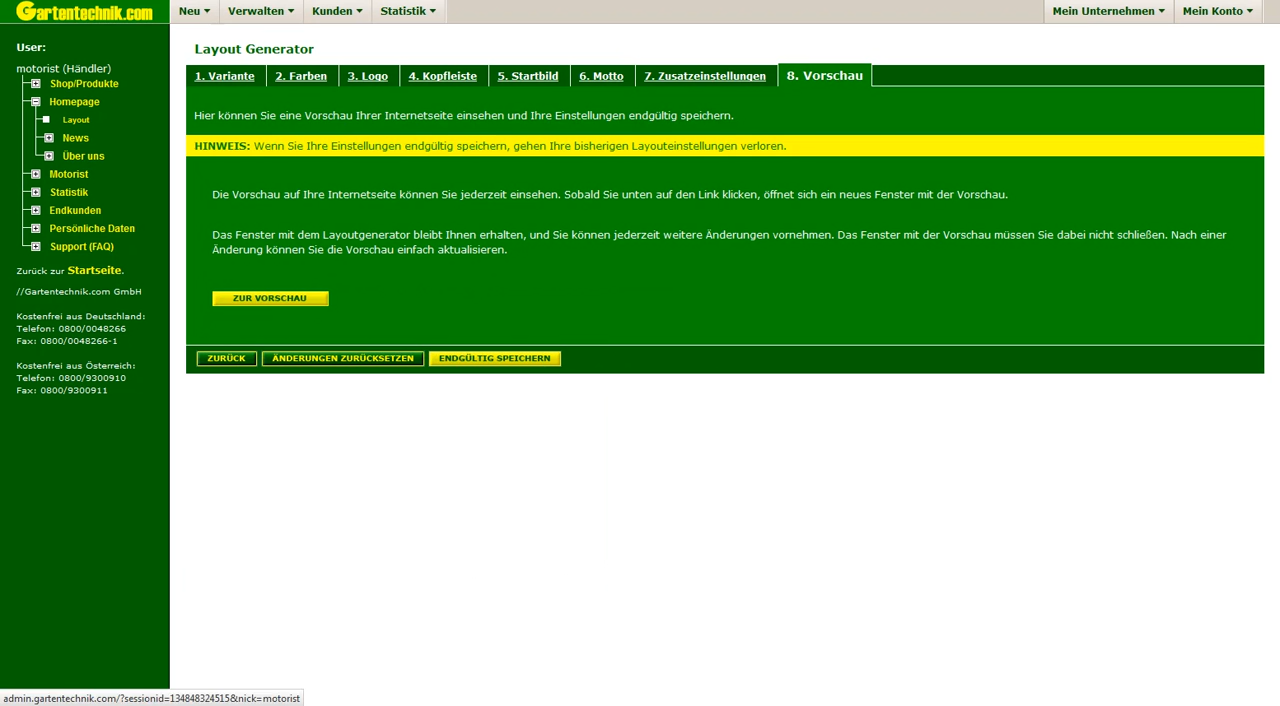 Gartentechnik.com
Neu
Verwalten
Kunden
Statistik
Mein Unternehmen
Mein Konto
User:
motorist (Händler)
Shop/Produkte
Homepage
Layout
News
Über uns
Motorist
Statistik
Endkunden
Persönliche Daten
Support (FAQ)
Zurück zur Startseite.
//Gartentechnik.com GmbH
Kostenfrei aus Deutschland:
Telefon: 0800/0048266
Fax: 0800/0048266-1
Kostenfrei aus Österreich:
Telefon: 0800/9300910
Fax: 0800/9300911
Layout Generator
1. Variante
2. Farben
3. Logo
4. Kopfleiste
5. Startbild
6. Motto
7. Zusatzeinstellungen
8. Vorschau
Hier können Sie eine Vorschau Ihrer Internetseite einsehen und Ihre Einstellungen endgültig speichern.
HINWEIS: Wenn Sie Ihre Einstellungen endgültig speichern, gehen Ihre bisherigen Layouteinstellungen verloren.
Die Vorschau auf Ihre Internetseite können Sie jederzeit einsehen. Sobald Sie unten auf den Link klicken, öffnet sich ein neues Fenster mit der Vorschau.
Das Fenster mit dem Layoutgenerator bleibt Ihnen erhalten, und Sie können jederzeit weitere Änderungen vornehmen. Das Fenster mit der Vorschau müssen Sie dabei nicht schließen. Nach einer
Änderung können Sie die Vorschau einfach aktualisieren.
ZUR VORSCHAU
ZURÜCK
ÄNDERUNGEN ZURÜCKSETZEN
ENDGÜLTIG SPEICHERN
admin.gartentechnik.com/?sessionid=134848324515&nick=motorist